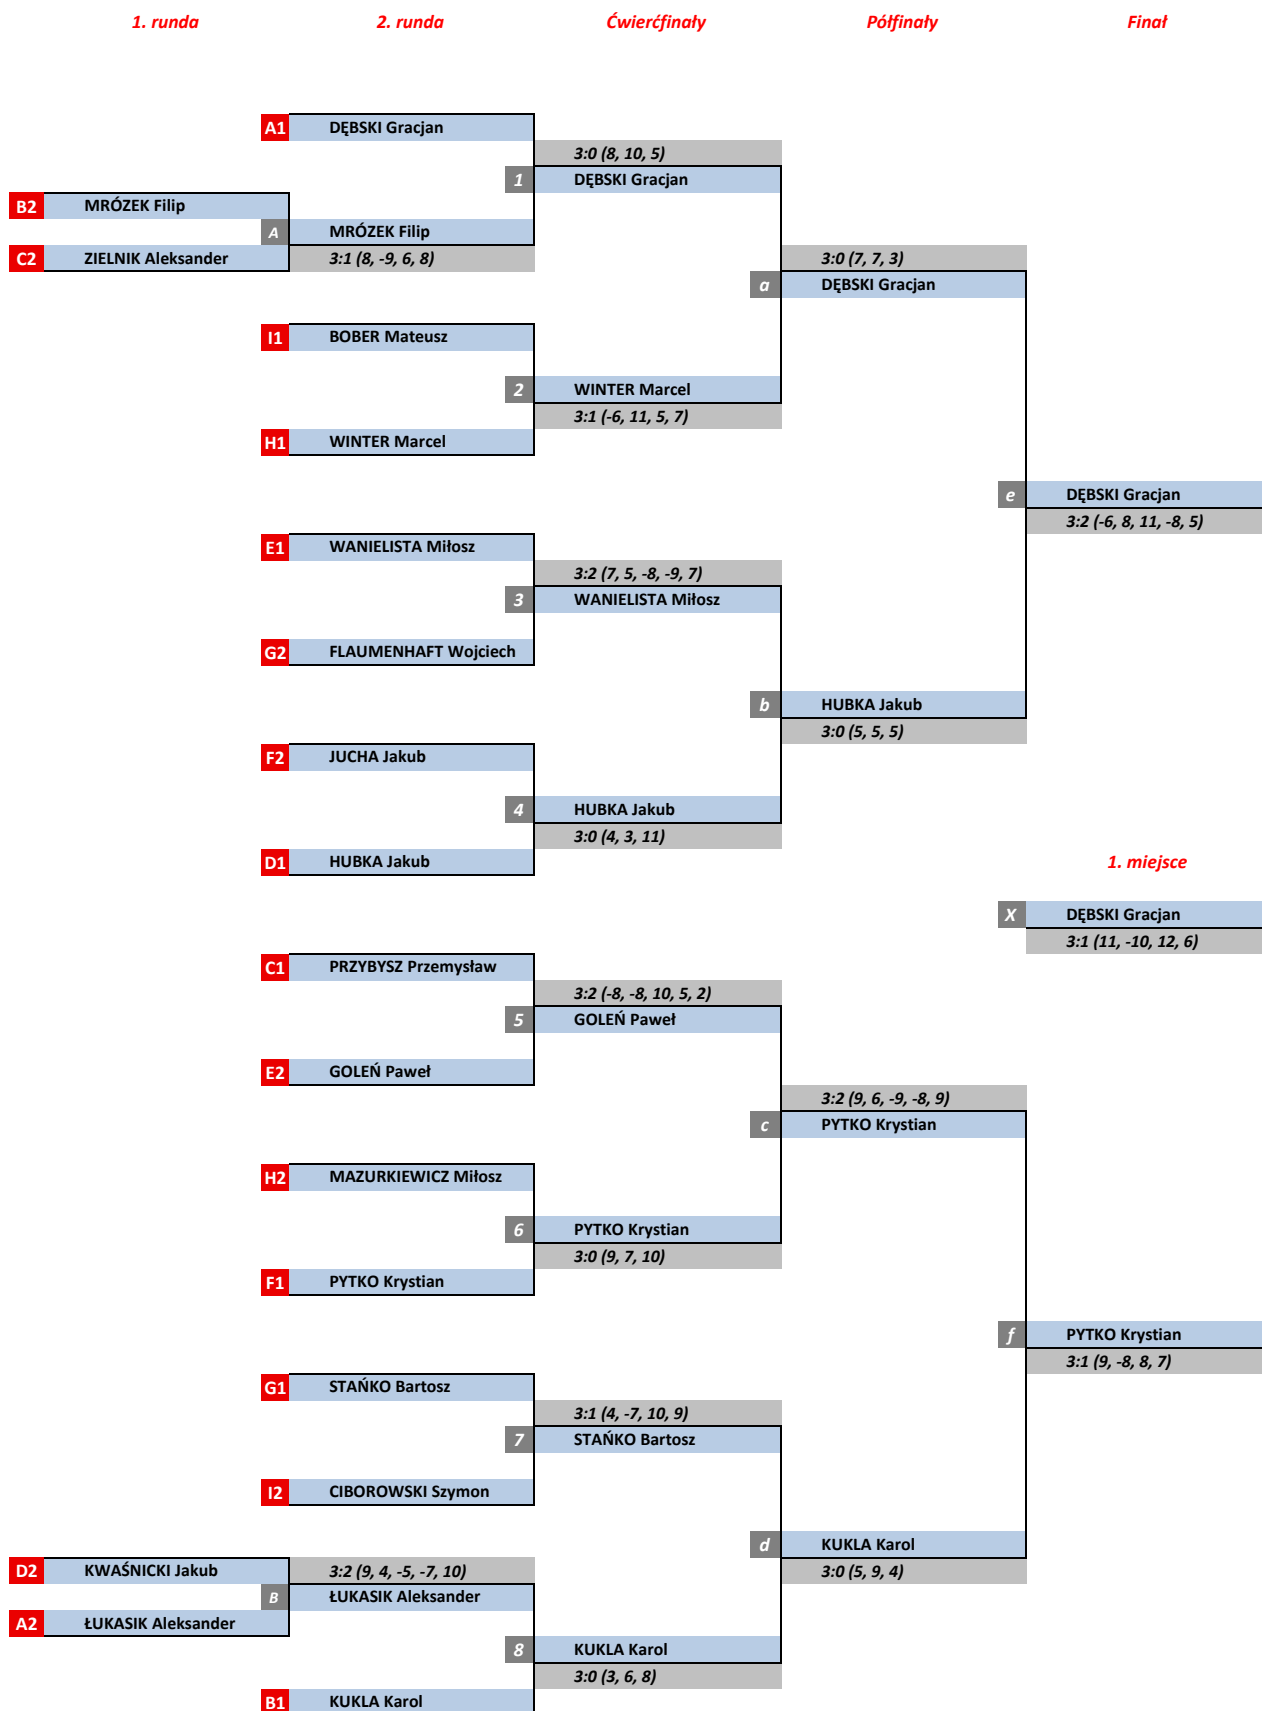 1. runda 2. runda Ćwierćfinały Półfinały Finał
A1 DĘBSKI Gracjan
3:0 (8, 10, 5)
1 DĘBSKI Gracjan
B2 MRÓZEK Filip
A MRÓZEK Filip
C2 ZIELNIK Aleksander 3:1 (8, -9, 6, 8) 3:0 (7, 7, 3)
a DĘBSKI Gracjan
I1 BOBER Mateusz
2 WINTER Marcel
3:1 (-6, 11, 5, 7)
H1 WINTER Marcel
e DĘBSKI Gracjan
3:2 (-6, 8, 11, -8, 5)
E1 WANIELISTA Miłosz
3:2 (7, 5, -8, -9, 7)
3 WANIELISTA Miłosz
G2 FLAUMENHAFT Wojciech
b HUBKA Jakub
3:0 (5, 5, 5)
F2 JUCHA Jakub
4 HUBKA Jakub
3:0 (4, 3, 11)
D1 HUBKA Jakub 1. miejsce
X DĘBSKI Gracjan
3:1 (11, -10, 12, 6)
C1 PRZYBYSZ Przemysław
3:2 (-8, -8, 10, 5, 2)
5 GOLEŃ Paweł
E2 GOLEŃ Paweł
3:2 (9, 6, -9, -8, 9)
c PYTKO Krystian
H2 MAZURKIEWICZ Miłosz
6 PYTKO Krystian
3:0 (9, 7, 10)
F1 PYTKO Krystian
f PYTKO Krystian
3:1 (9, -8, 8, 7)
G1 STAŃKO Bartosz
3:1 (4, -7, 10, 9)
7 STAŃKO Bartosz
I2 CIBOROWSKI Szymon
d KUKLA Karol
D2 KWAŚNICKI Jakub 3:2 (9, 4, -5, -7, 10) 3:0 (5, 9, 4)
B ŁUKASIK Aleksander
A2 ŁUKASIK Aleksander
8 KUKLA Karol
3:0 (3, 6, 8)
B1 KUKLA Karol